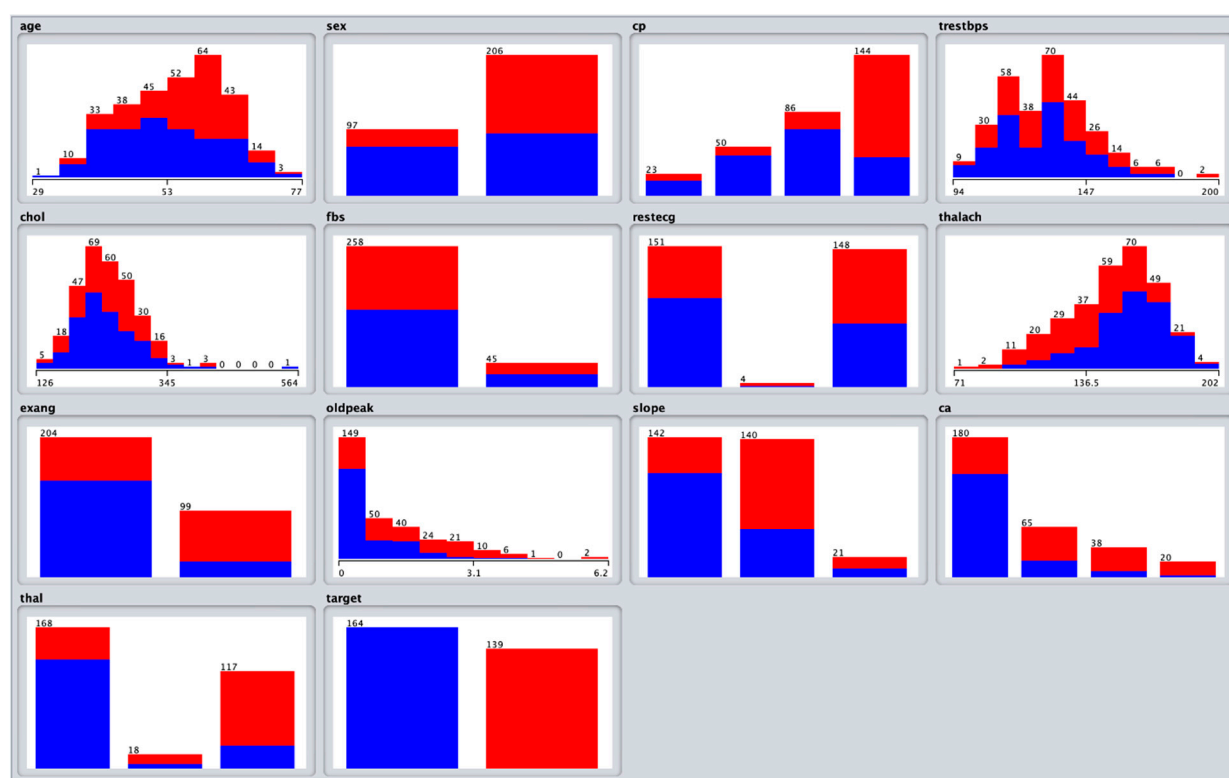 age
33 38 45 52 64 43
1 10 14 3
29 53 77
sex
97 206
cp
23 50 86 144
trestbps
9 30 58 38 70 44 26 14 6 6 0 2
94 147 200
chol
5 18 47 69 60 50 30 16 3 1 3 0 0 0 0 1
126 345 564
fbs
258 45
restecg
151 4 148
thalach
1 2 11 20 29 37 59 70 49 21 4
71 136.5 202
exang
204 99
oldpeak
149 50 40 24 21 10 6 1 0 2
0 3.1 6.2
slope
142 140 21
ca
180 65 38 20
thal
168 18 117
target
164 139